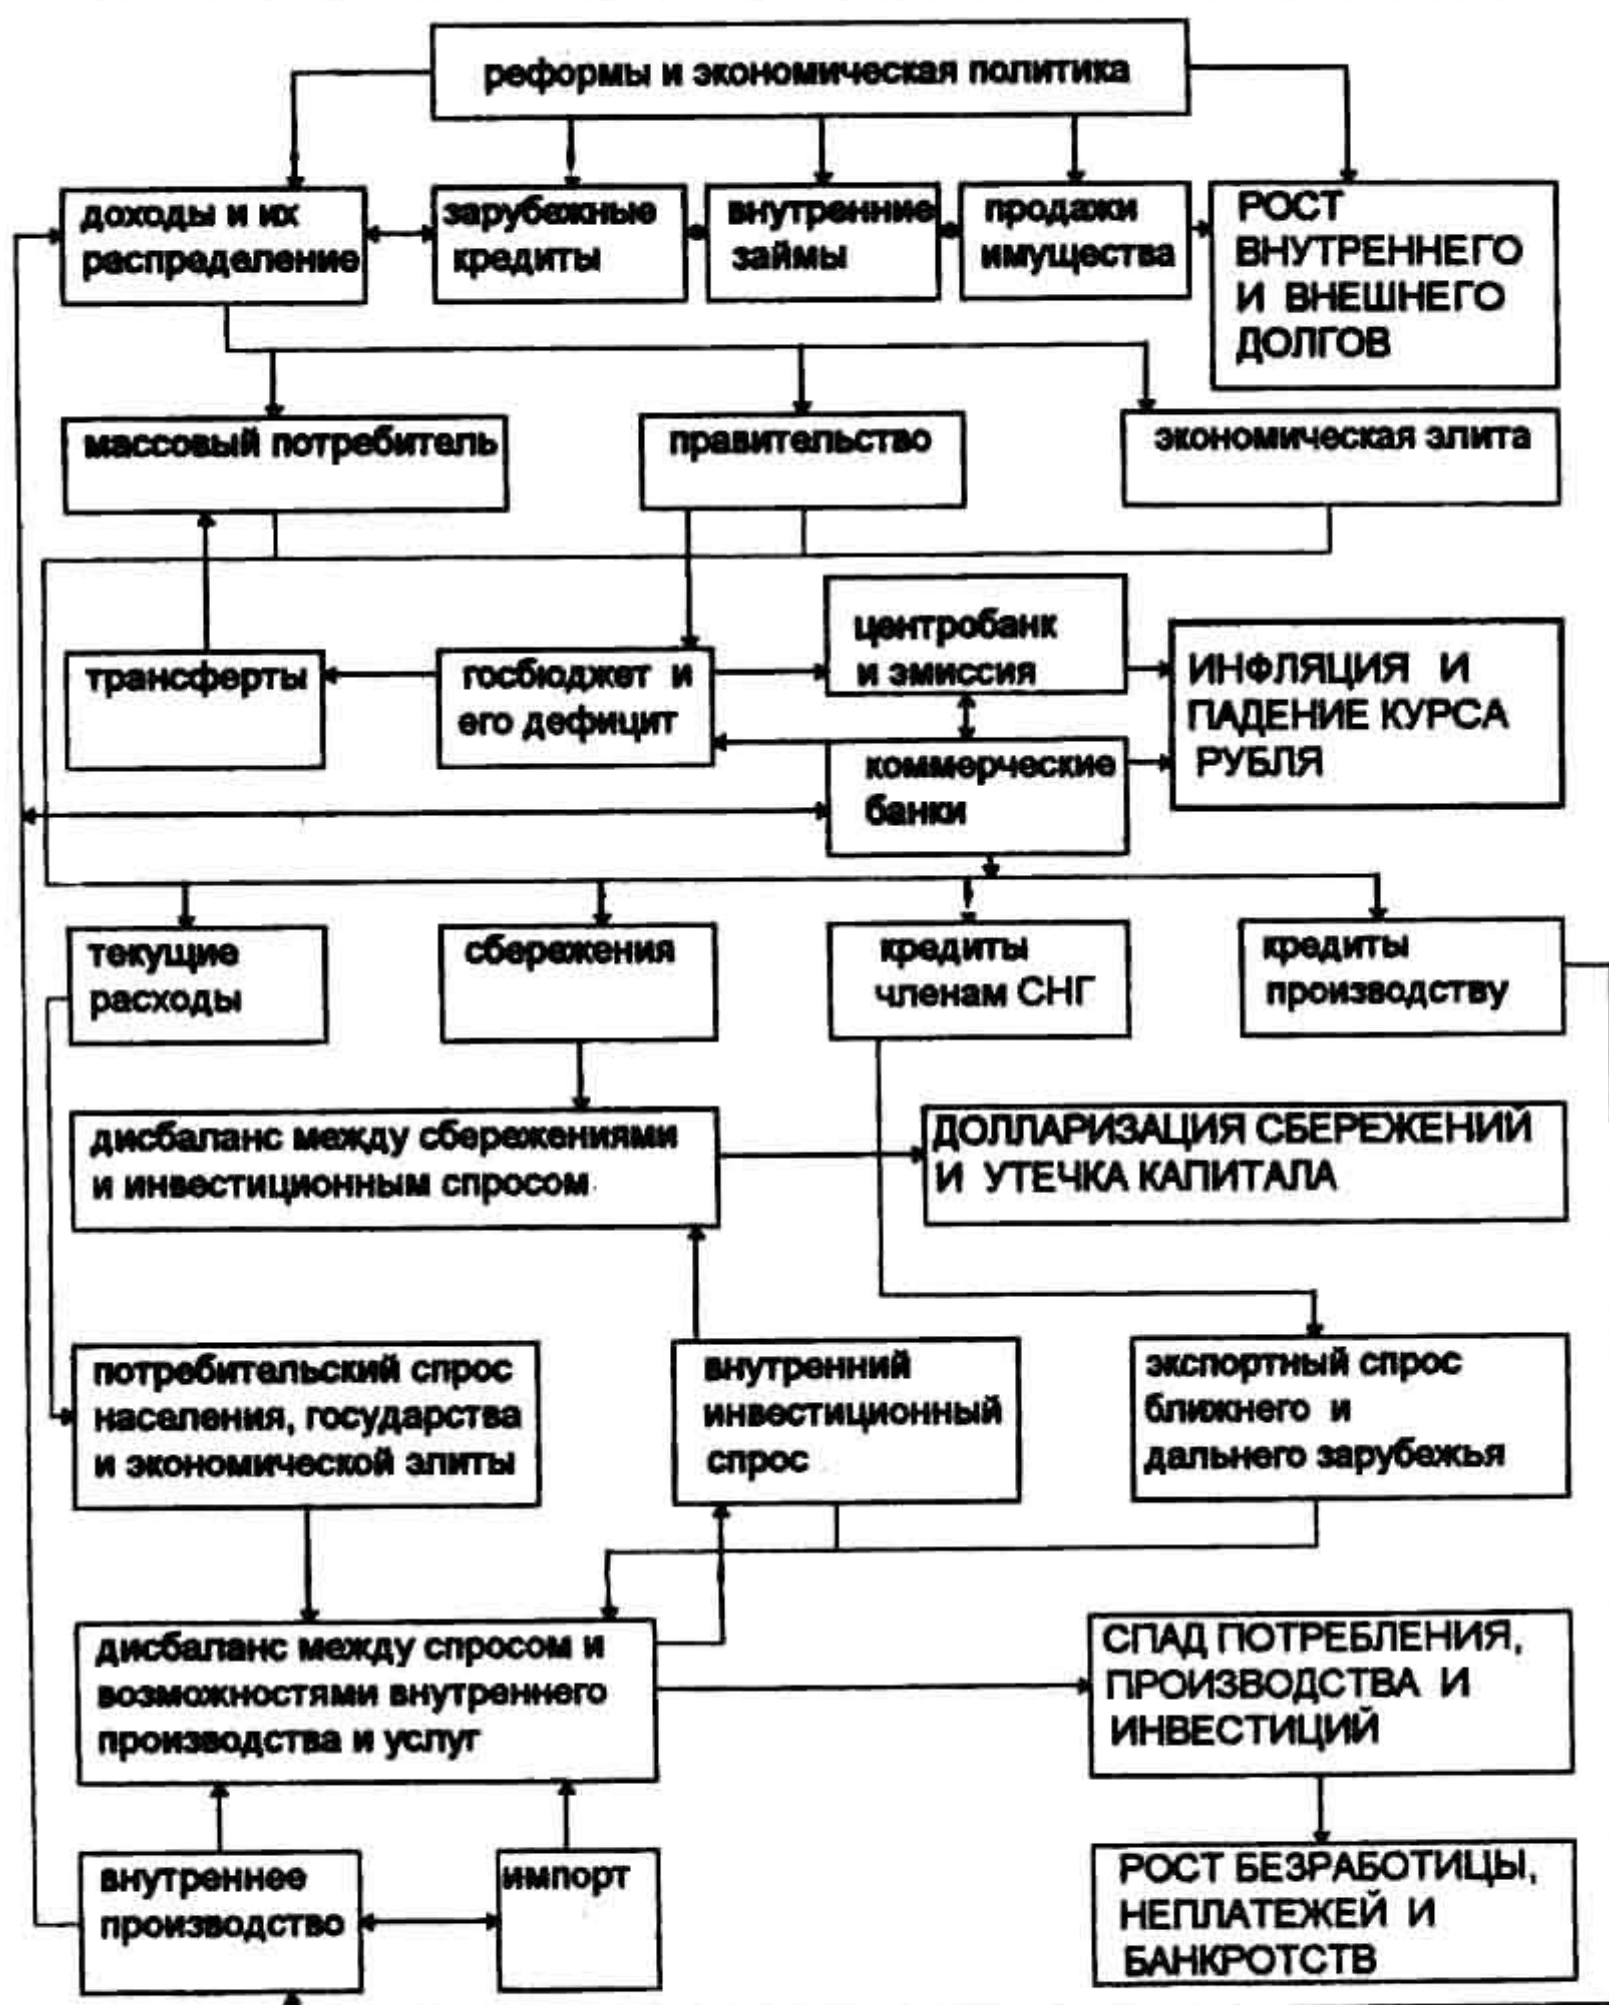 реформы и экономическая политика
доходы и их
распределение
зарубежные
кредиты
внутренние
займы
продажи
имущества
РОСТ
ВНУТРЕННЕГО
И ВНЕШНЕГО
ДОЛГОВ
массовый потребитель
правительство
экономическая элита
трансферты
госбюджет и
его дефицит
центробанк
и эмиссия
коммерческие
банки
ИНФЛЯЦИЯ И
ПАДЕНИЕ КУРСА
РУБЛЯ
текущие
расходы
сбережения
кредиты
членам СНГ
кредиты
производству
дисбаланс между сбережениями
и инвестиционным спросом
ДОЛЛАРИЗАЦИЯ СБЕРЕЖЕНИЙ
И УТЕЧКА КАПИТАЛА
потребительский спрос
населения, государства
и экономической элиты
внутренний
инвестиционный
спрос
экспортный спрос
ближнего и
дальнего зарубежья
дисбаланс между спросом и
возможностями внутреннего
производства и услуг
СПАД ПОТРЕБЛЕНИЯ,
ПРОИЗВОДСТВА И
ИНВЕСТИЦИЙ
внутреннее
производство
импорт
РОСТ БЕЗРАБОТИЦЫ,
НЕПЛАТЕЖЕЙ И
БАНКРОТСТВ